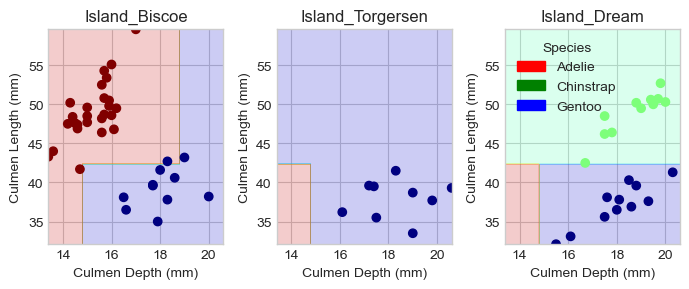 Island_Biscoe
Culmen Length (mm)
55
50
45
40
35
14 16 18 20
Culmen Depth (mm)
Island_Torgersen
Culmen Length (mm)
55
50
45
40
35
14 16 18 20
Culmen Depth (mm)
Island_Dream
Culmen Length (mm)
55
50
45
40
35
Species
Adelie
Chinstrap
Gentoo
14 16 18 20
Culmen Depth (mm)